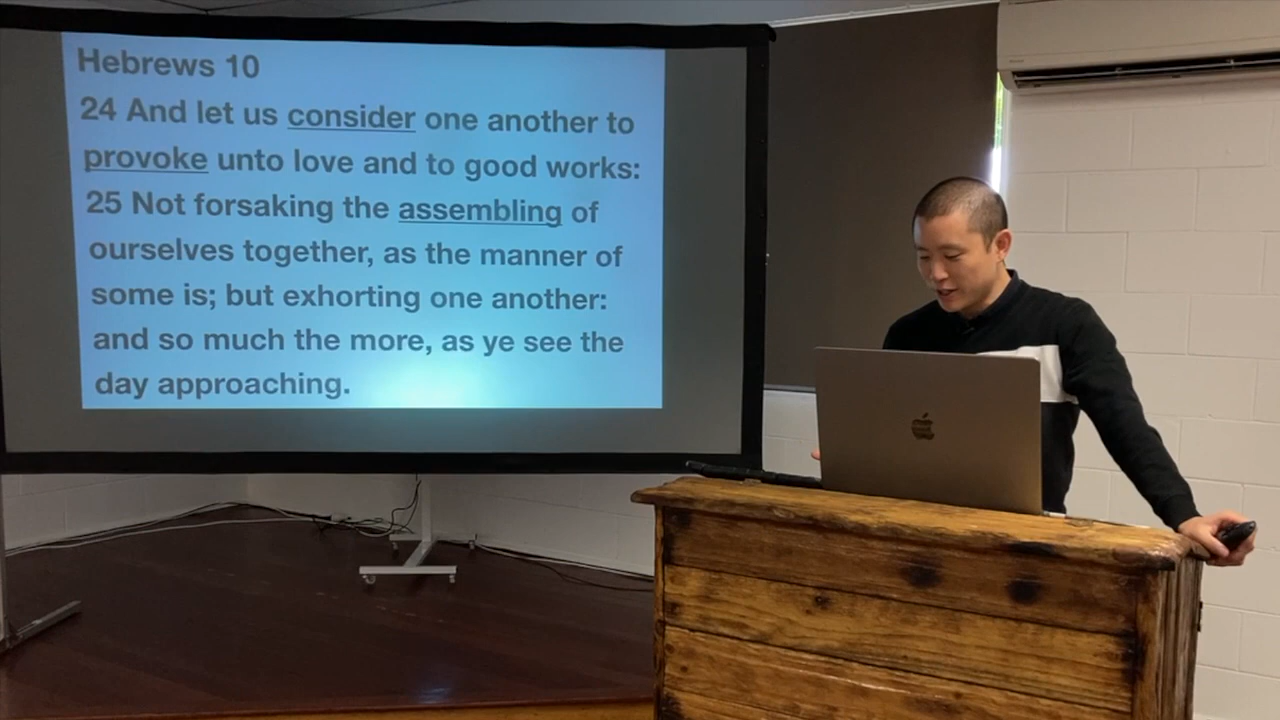 Hebrews 10
24 And let us consider one another to
provoke unto love and to good works:
25 Not forsaking the assembling of
ourselves together, as the manner of
some is; but exhorting one another:
and so much the more, as ye see the
day approaching.